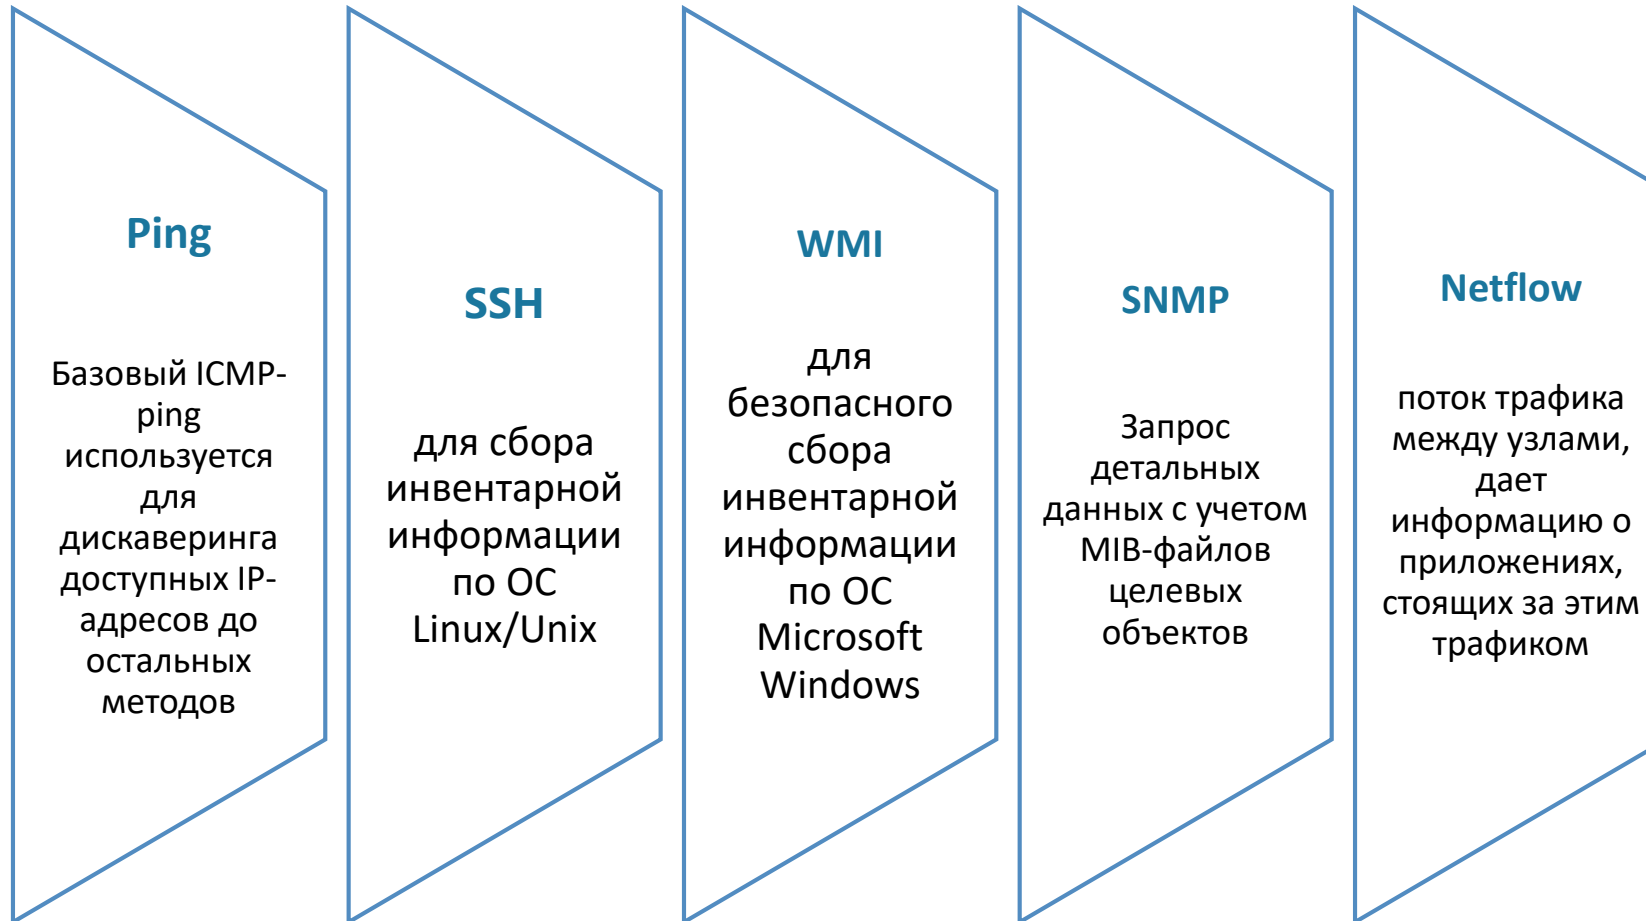 Ping
Базовый ICMP-
ping
используется
для
дискаверинга
доступных IP-
адресов до
остальных
методов
SSH
для сбора
инвентарной
информации
по ОС
Linux/Unix
WMI
для
безопасного
сбора
инвентарной
информации
по ОС
Microsoft
Windows
SNMP
Запрос
детальных
данных с учетом
MIB-файлов
целевых
объектов
Netflow
поток трафика
между узлами,
дает
информацию о
приложениях,
стоящих за этим
трафиком